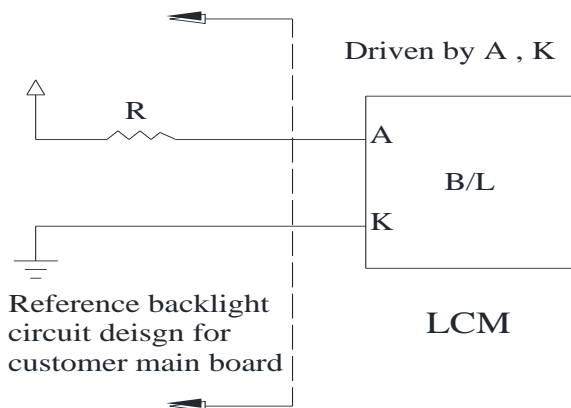 Driven by A , K
R
A
B/L
K
Reference backlight
circuit deisgn for
customer main board
LCM